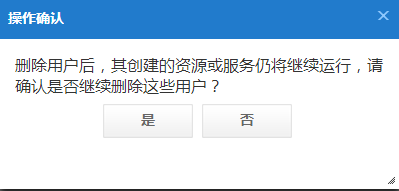 操作确认
删除用户后，其创建的资源或服务仍将继续运行，请
确认是否继续删除这些用户？
是 否